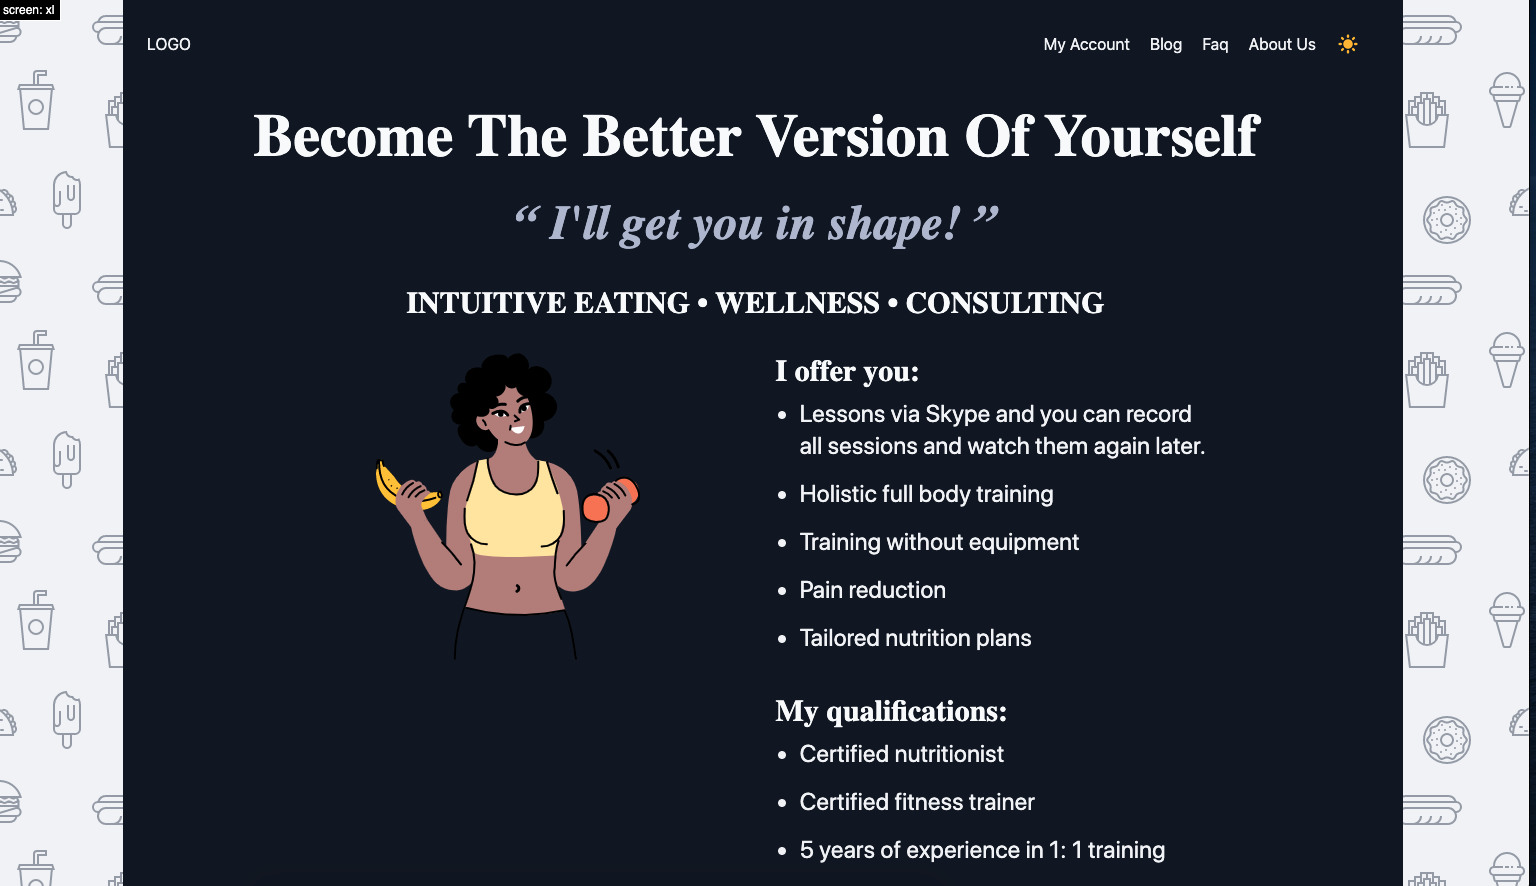 screen: xl
LOGO
My Account Blog Faq About Us
Become The Better Version Of Yourself
“ I'll get you in shape! ”
INTUITIVE EATING • WELLNESS • CONSULTING
I offer you:
• Lessons via Skype and you can record
all sessions and watch them again later.
• Holistic full body training
• Training without equipment
• Pain reduction
• Tailored nutrition plans
My qualifications:
• Certified nutritionist
• Certified fitness trainer
• 5 years of experience in 1: 1 training